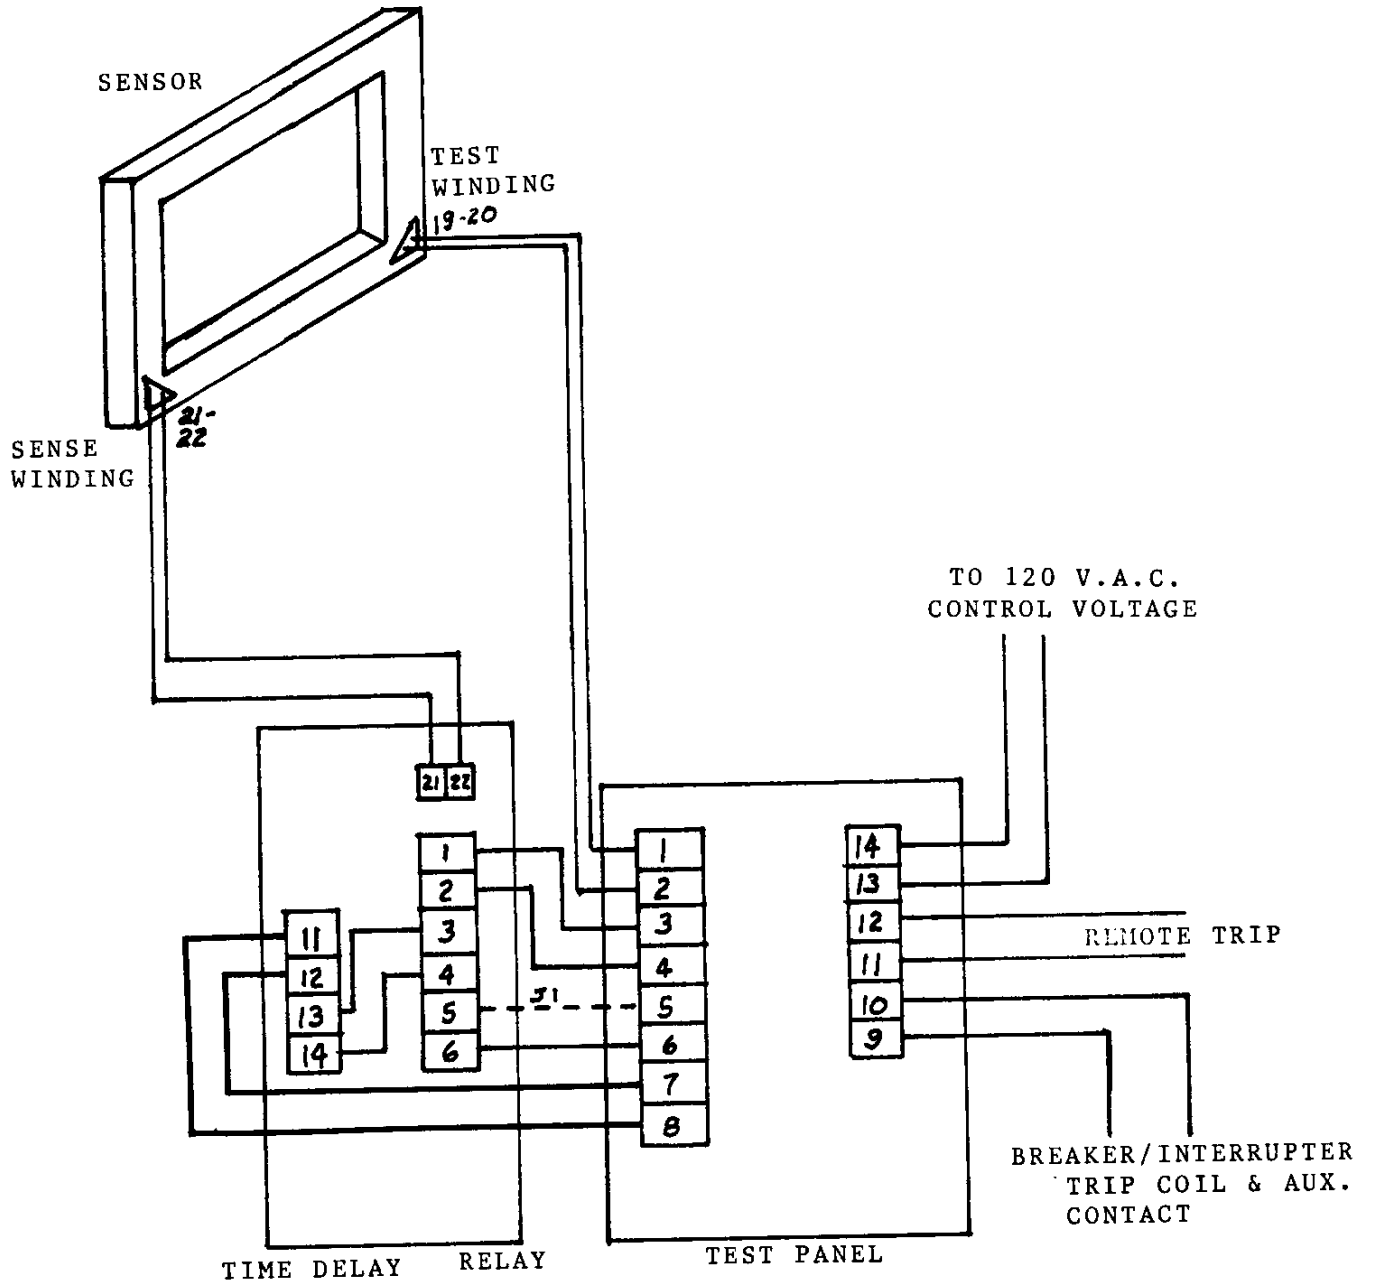 SENSOR
TEST
WINDING
19-20
21-
22
SENSE
WINDING
TO 120 V.A.C.
CONTROL VOLTAGE
21 22
1
2
3
4
5
6
11
12
13
14
J1
1
2
3
4
5
6
7
8
14
13
12
11
10
9
REMOTE TRIP
BREAKER/INTERRUPTER
TRIP COIL & AUX.
CONTACT
TIME DELAY RELAY
TEST PANEL